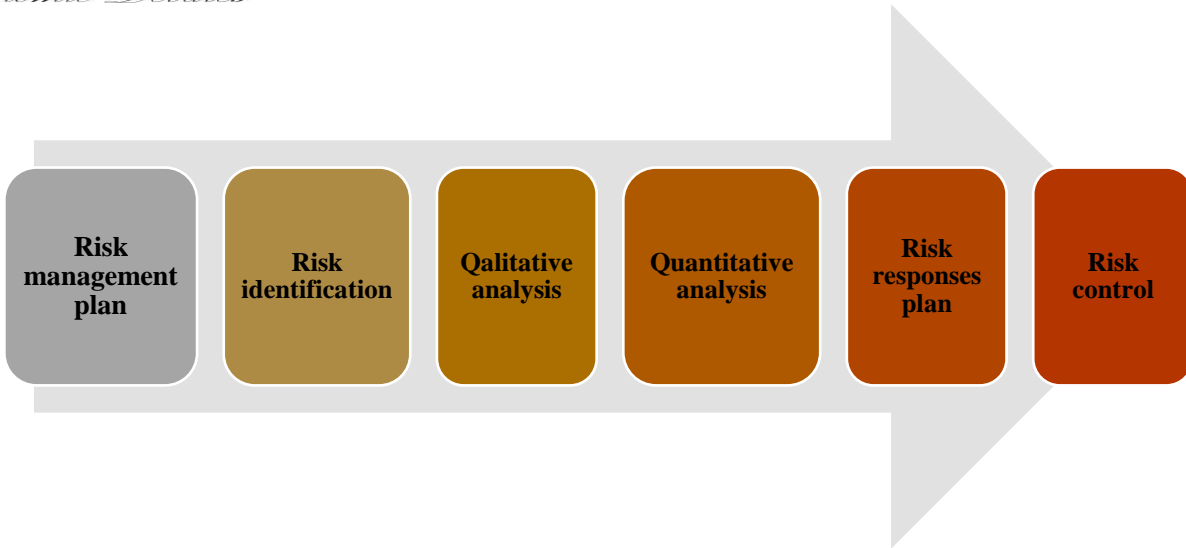 Risk
management
plan
Risk
identification
Qalitative
analysis
Quantitative
analysis
Risk
responses
plan
Risk
control